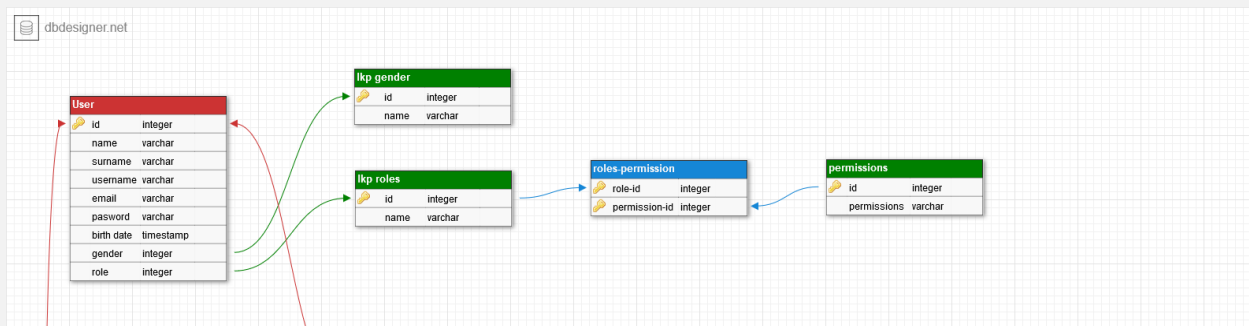 dbdesigner.net
User
id integer
name varchar
surname varchar
username varchar
email varchar
pasword varchar
birth date timestamp
gender integer
role integer
lkp gender
id integer
name varchar
lkp roles
id integer
name varchar
roles-permission
role-id integer
permission-id integer
permissions
id integer
permissions varchar